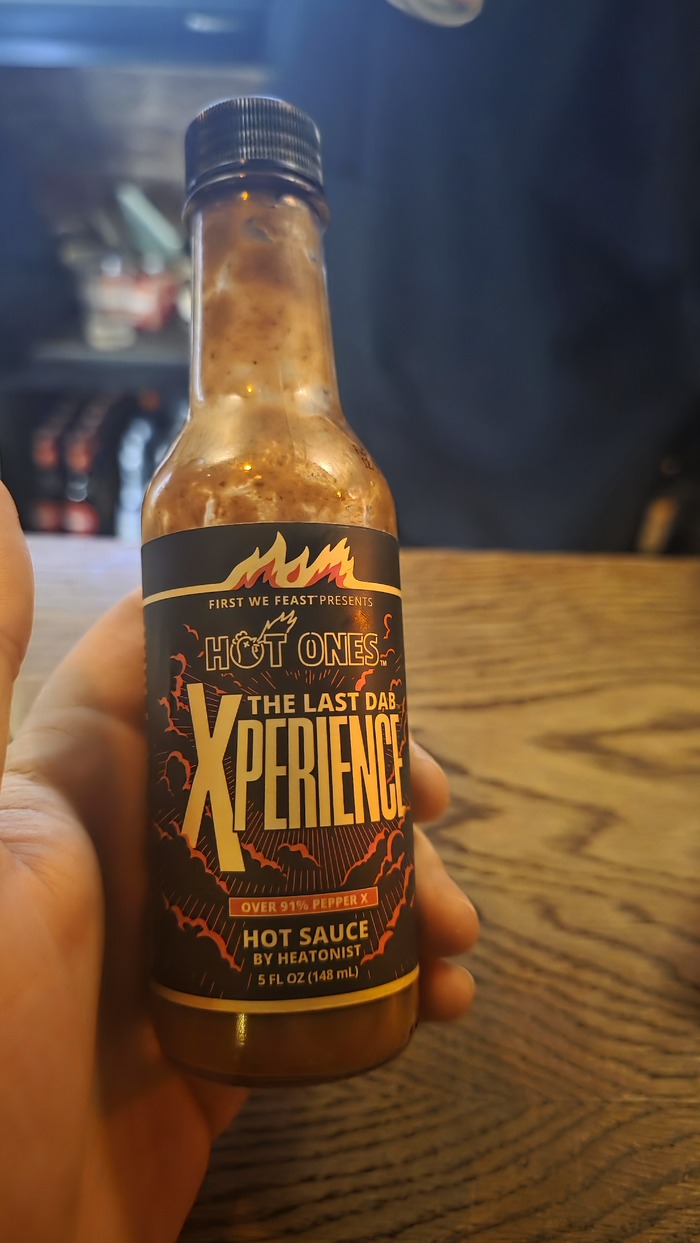 FIRST WE FEAST PRESENTS
HOT ONES™
THE LAST DAB
XPERIENCE
OVER 91% PEPPER X
HOT SAUCE
BY HEATONIST
5 FL OZ (148 mL)